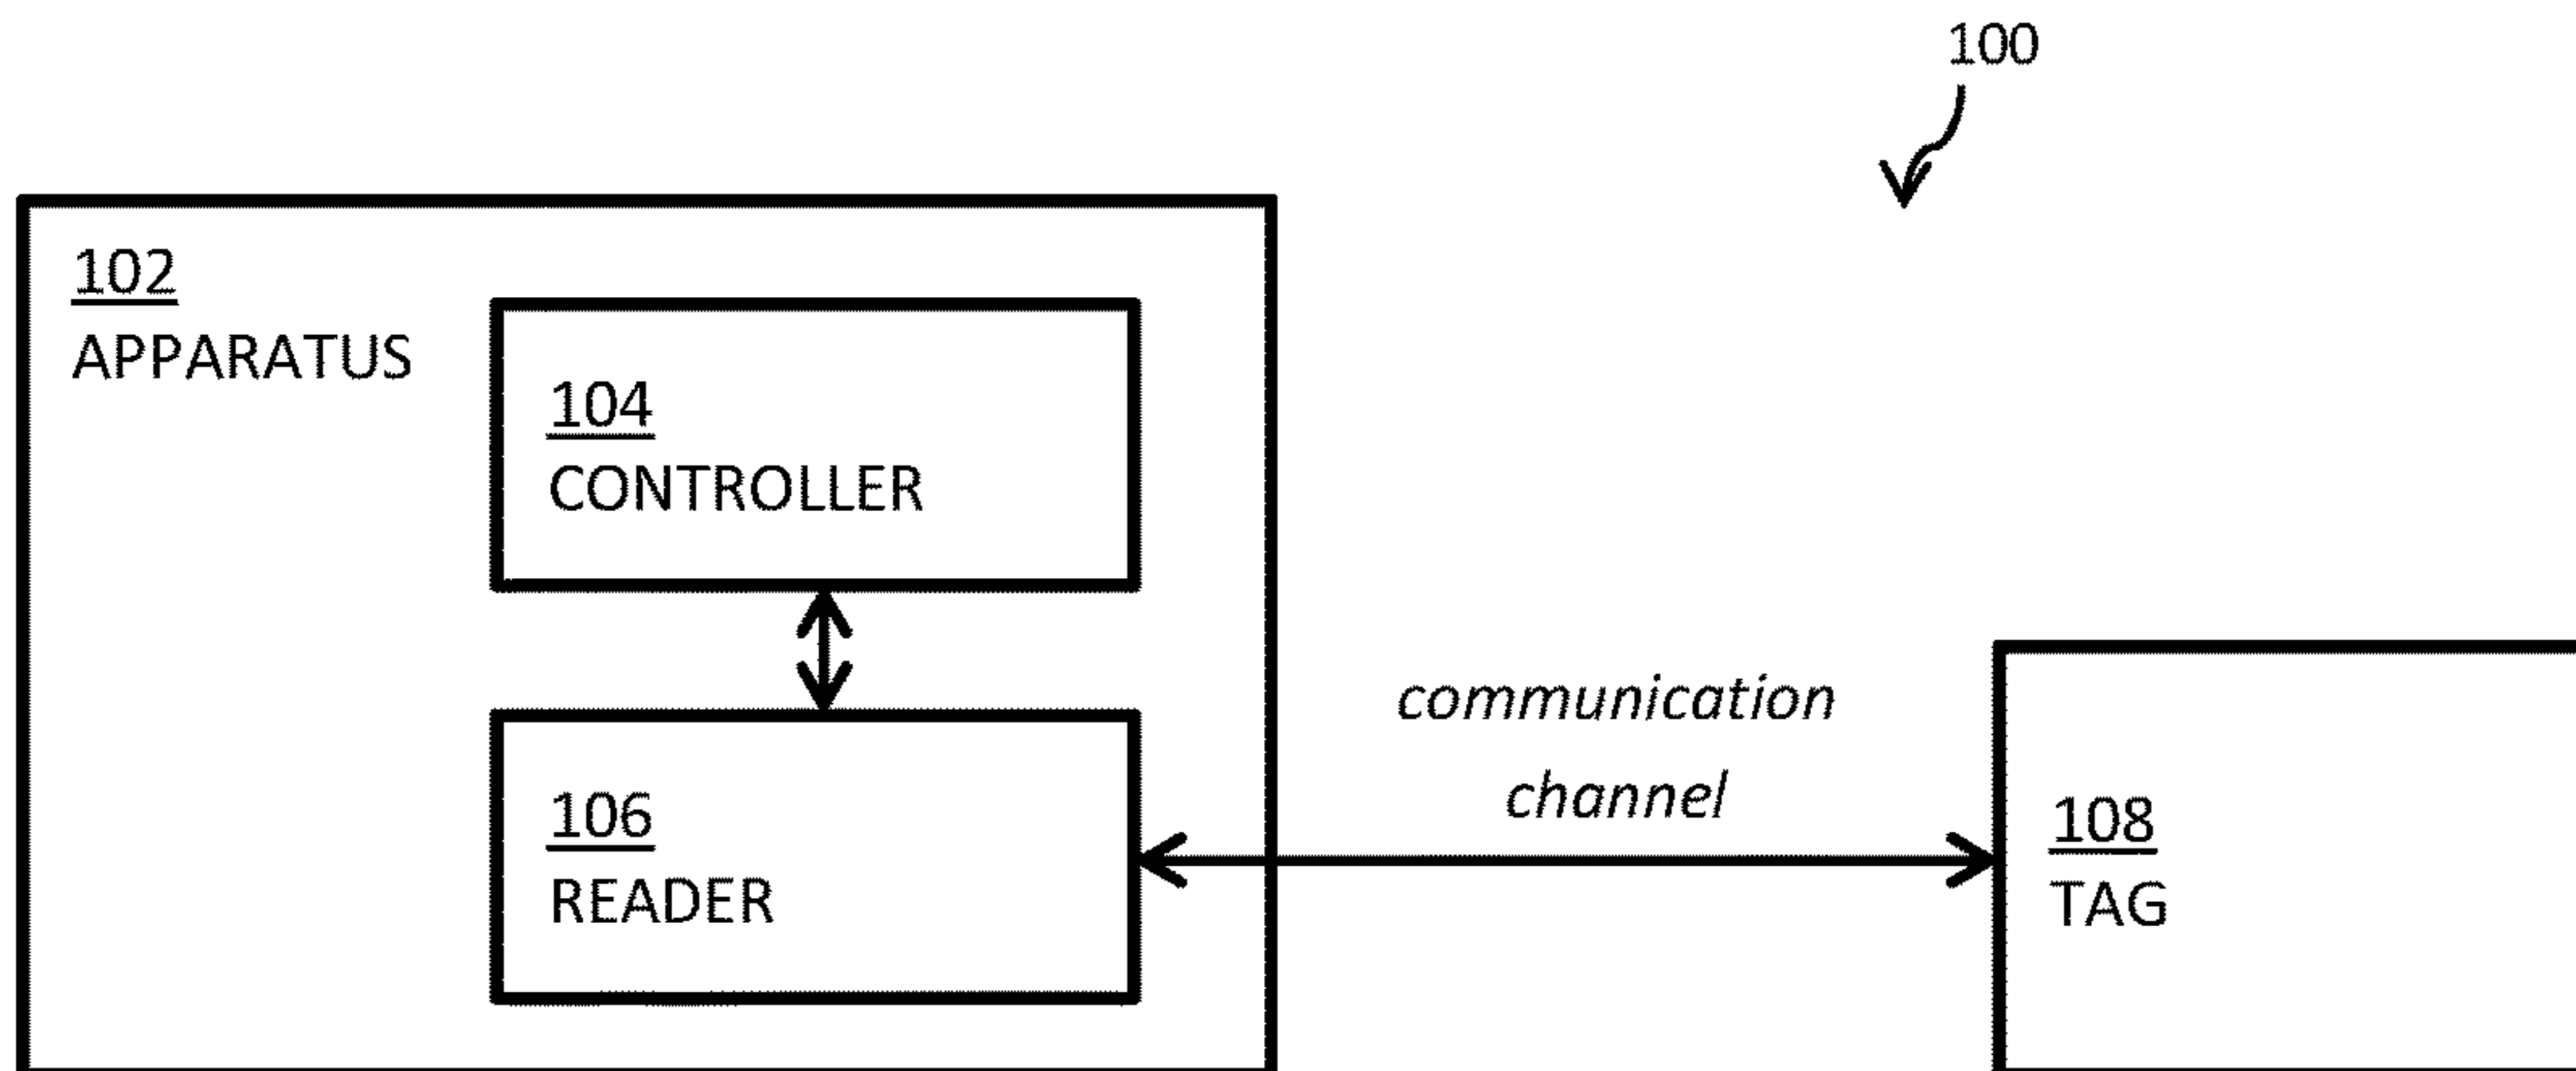 100
102
APPARATUS
104
CONTROLLER
106
READER
communication
channel
108
TAG